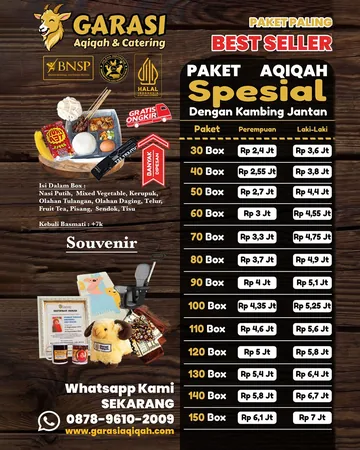 GARASI
Aqiqah & Catering
BNSP
HALAL
INDONESIA
PAKET PALING
BEST SELLER
GRATIS
ONGKIR
BANYAK
DIPESAN
Isi Dalam Box :
Nasi Putih, Mixed Vegetable, Kerupuk,
Olahan Tulangan, Olahan Daging, Telur,
Fruit Tea, Pisang, Sendok, Tisu
Kebuli Basmati : +7k
Souvenir
Whatsapp Kami
SEKARANG
0878-9610-2009
www.garasiaqiqah.com
PAKET AQIQAH
Spesial
Dengan Kambing Jantan
Paket Perempuan Laki-Laki
30 Box Rp 2,4 Jt Rp 3,6 Jt
40 Box Rp 2,55 Jt Rp 3,8 Jt
50 Box Rp 2,7 Jt Rp 4,4 Jt
60 Box Rp 3 Jt Rp 4,55 Jt
70 Box Rp 3,3 Jt Rp 4,75 Jt
80 Box Rp 3,7 Jt Rp 4,9 Jt
90 Box Rp 4 Jt Rp 5,1 Jt
100 Box Rp 4,35 Jt Rp 5,25 Jt
110 Box Rp 4,6 Jt Rp 5,6 Jt
120 Box Rp 5 Jt Rp 5,8 Jt
130 Box Rp 5,4 Jt Rp 6,4 Jt
140 Box Rp 5,8 Jt Rp 6,7 Jt
150 Box Rp 6,1 Jt Rp 7 Jt